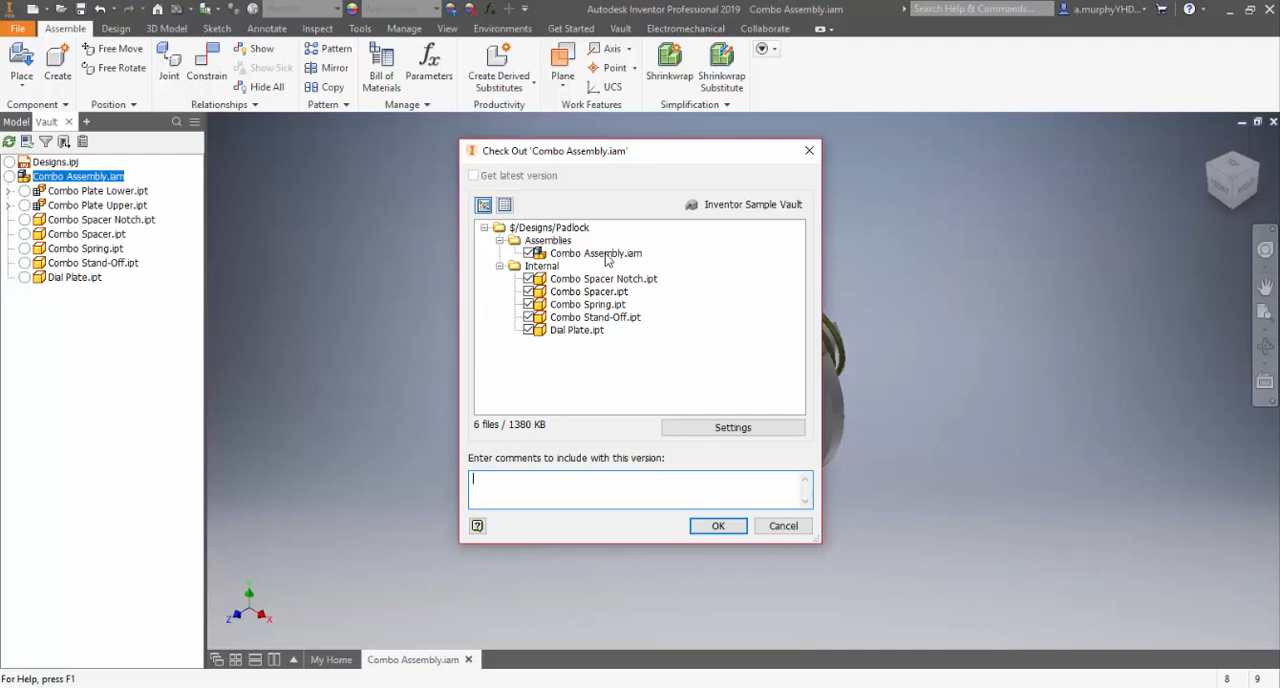 Autodesk Inventor Professional 2019 Combo Assembly.iam
Search Help & Commands...
a.murphyYHD...
File Assemble Design 3D Model Sketch Annotate Inspect Tools Manage View Environments Get Started Vault Electromechanical Collaborate
Place
Create
Free Move
Free Rotate
Joint
Constrain
Show
Show Sick
Hide All
Pattern
Mirror
Copy
Bill of
Materials
Parameters
Create Derived
Substitutes
Plane
Axis
Point
UCS
Shrinkwrap
Shrinkwrap
Substitute
Component Position Relationships Pattern Manage Productivity Work Features Simplification
Model Vault
Designs.ipj
Combo Assembly.iam
Combo Plate Lower.ipt
Combo Plate Upper.ipt
Combo Spacer Notch.ipt
Combo Spacer.ipt
Combo Spring.ipt
Combo Stand-Off.ipt
Dial Plate.ipt
Check Out 'Combo Assembly.iam'
Get latest version
Inventor Sample Vault
$/Designs/Padlock
Assemblies
Combo Assembly.iam
Internal
Combo Spacer Notch.ipt
Combo Spacer.ipt
Combo Spring.ipt
Combo Stand-Off.ipt
Dial Plate.ipt
6 files / 1380 KB
Settings
Enter comments to include with this version:
OK
Cancel
TOP
FRONT
RIGHT
Y
Z
X
My Home Combo Assembly.iam
For Help, press F1
8 9